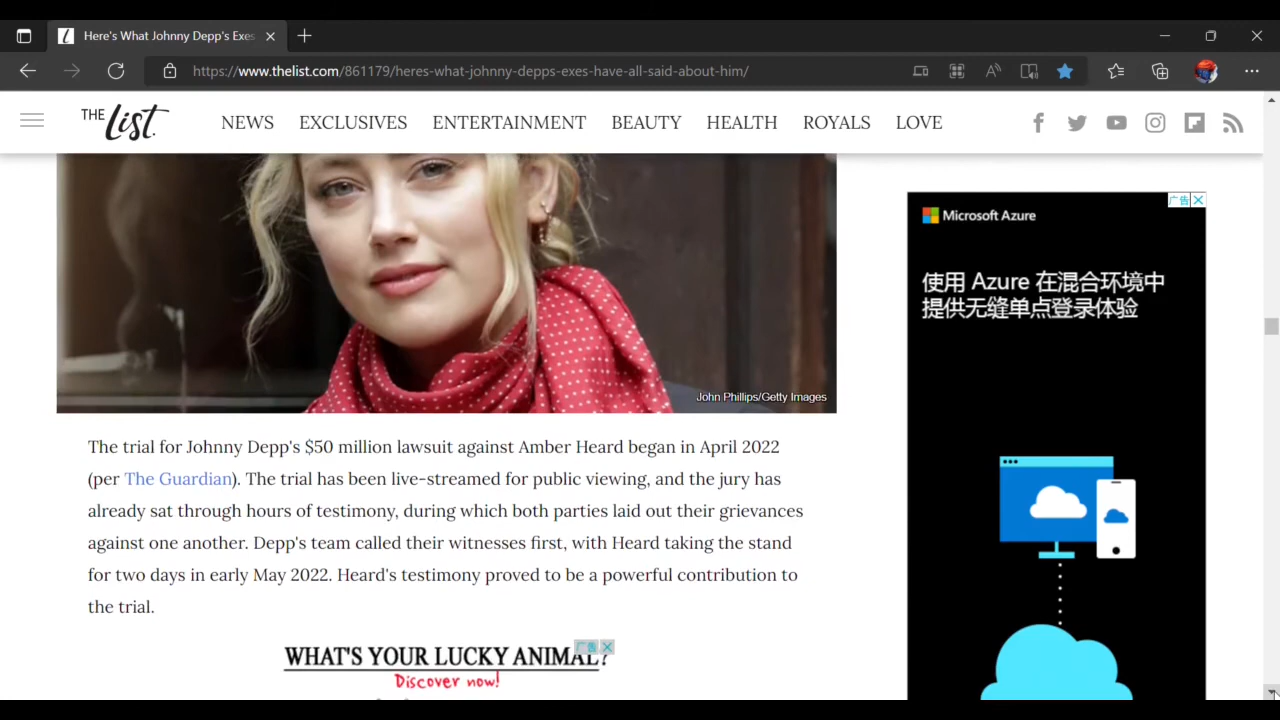 Here's What Johnny Depp's Exes
https://www.thelist.com/861179/heres-what-johnny-depps-exes-have-all-said-about-him/
THE List.
NEWS EXCLUSIVES ENTERTAINMENT BEAUTY HEALTH ROYALS LOVE
John Phillips/Getty Images
The trial for Johnny Depp's $50 million lawsuit against Amber Heard began in April 2022
(per The Guardian). The trial has been live-streamed for public viewing, and the jury has
already sat through hours of testimony, during which both parties laid out their grievances
against one another. Depp's team called their witnesses first, with Heard taking the stand
for two days in early May 2022. Heard's testimony proved to be a powerful contribution to
the trial.
广告
WHAT'S YOUR LUCKY ANIMAL?
Discover now!
广告
Microsoft Azure
使用 Azure 在混合环境中
提供无缝单点登录体验